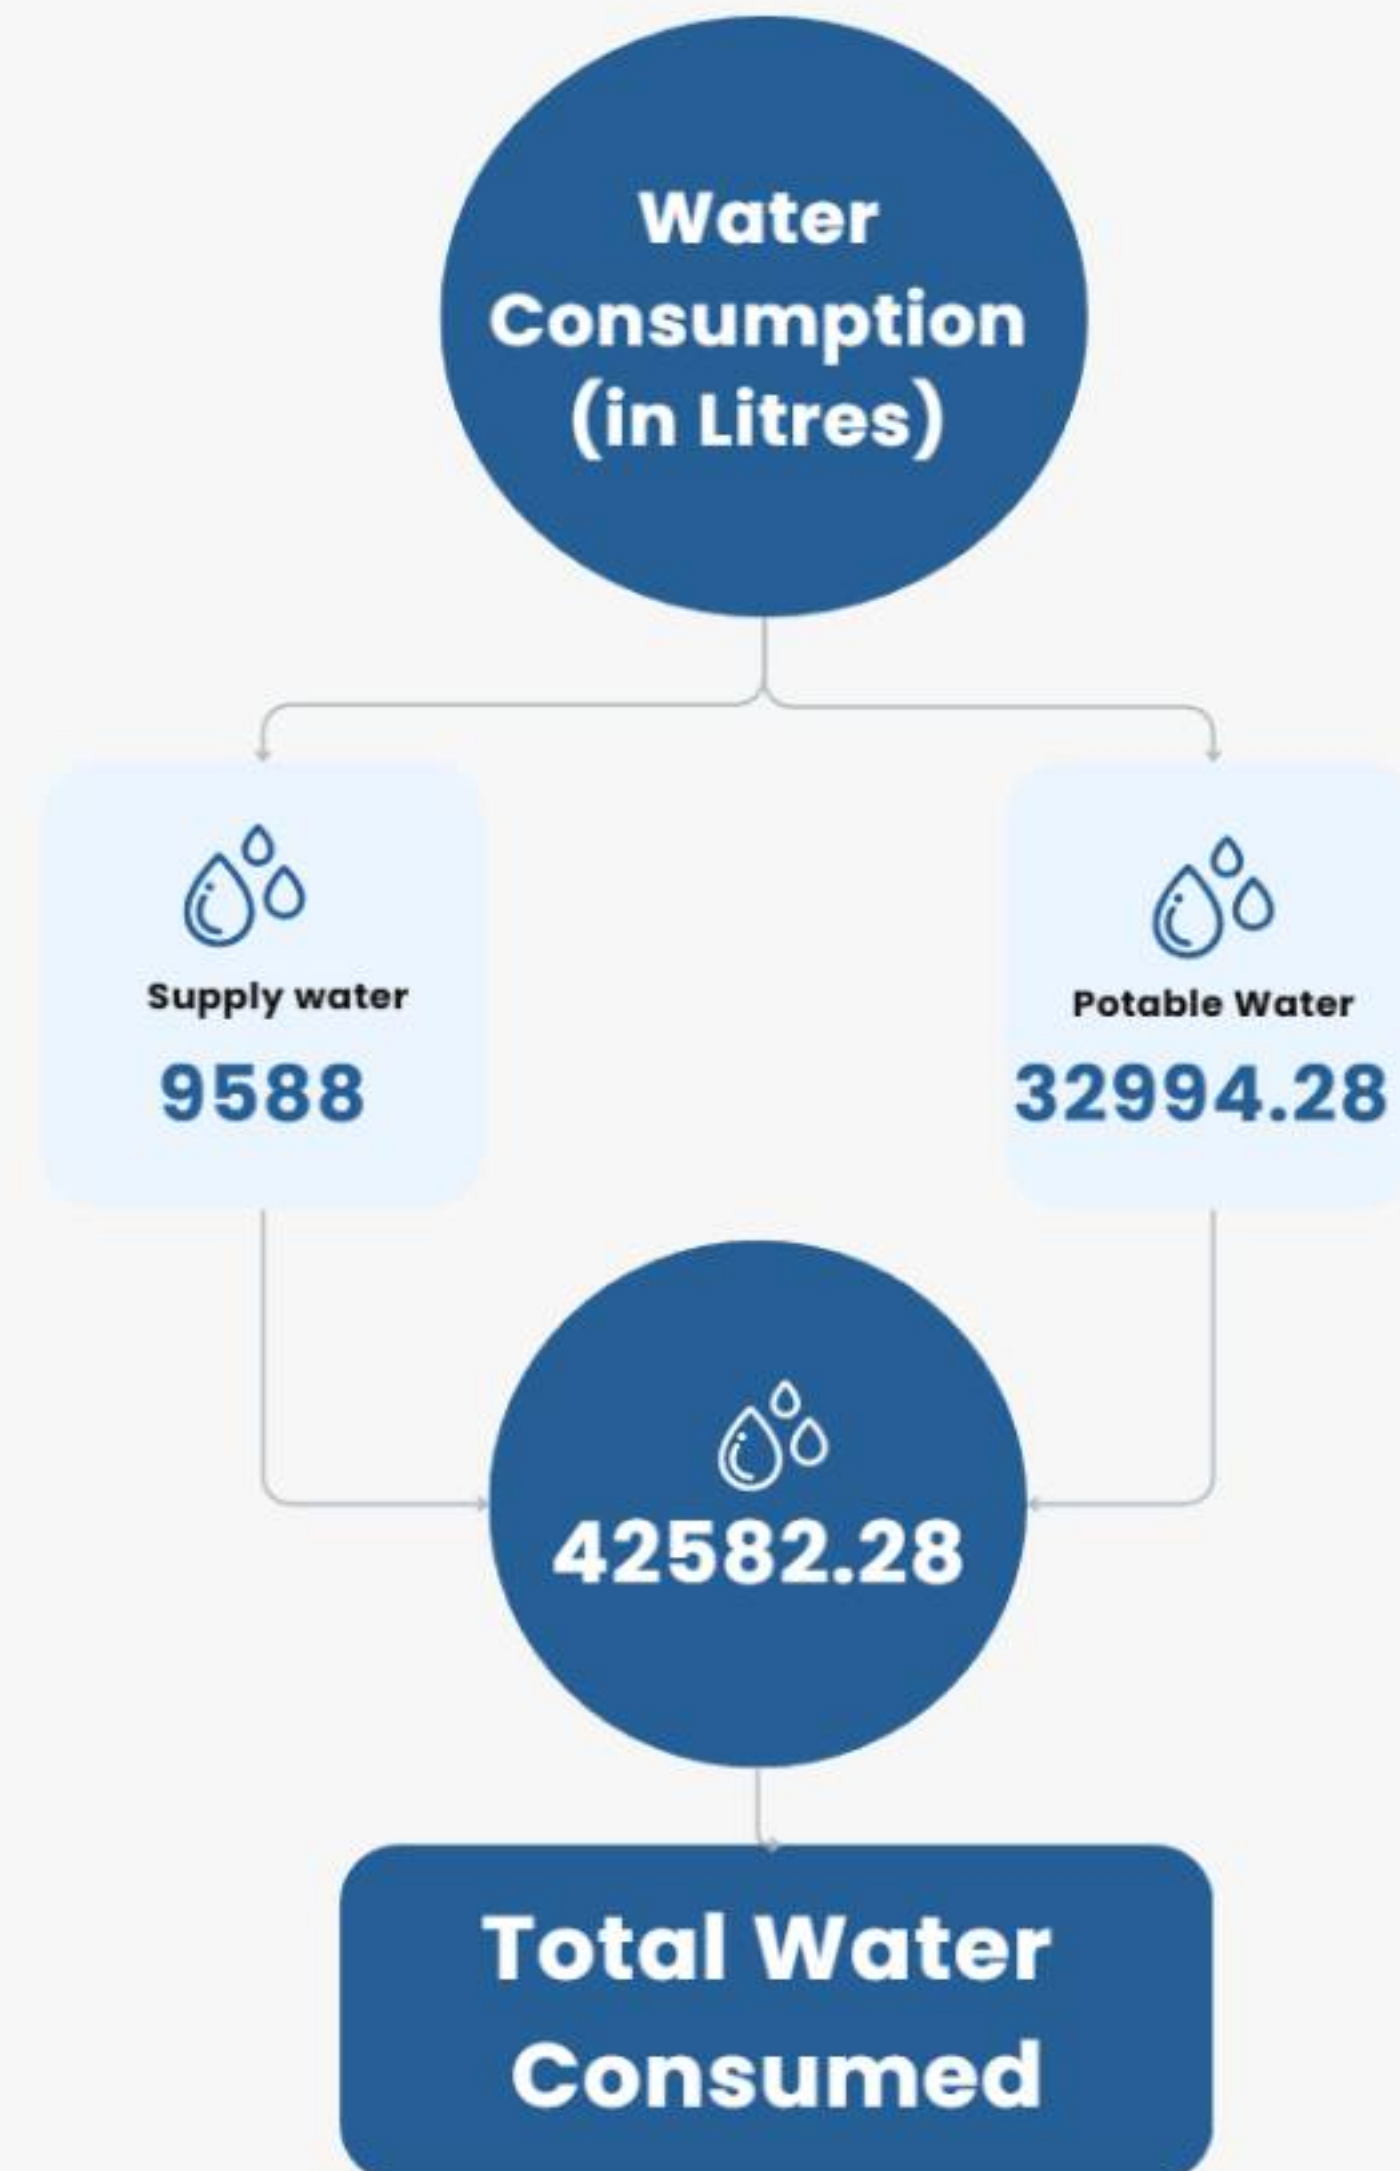 Water
Consumption
(in Litres)
Supply water
9588
Potable Water
32994.28
42582.28
Total Water
Consumed